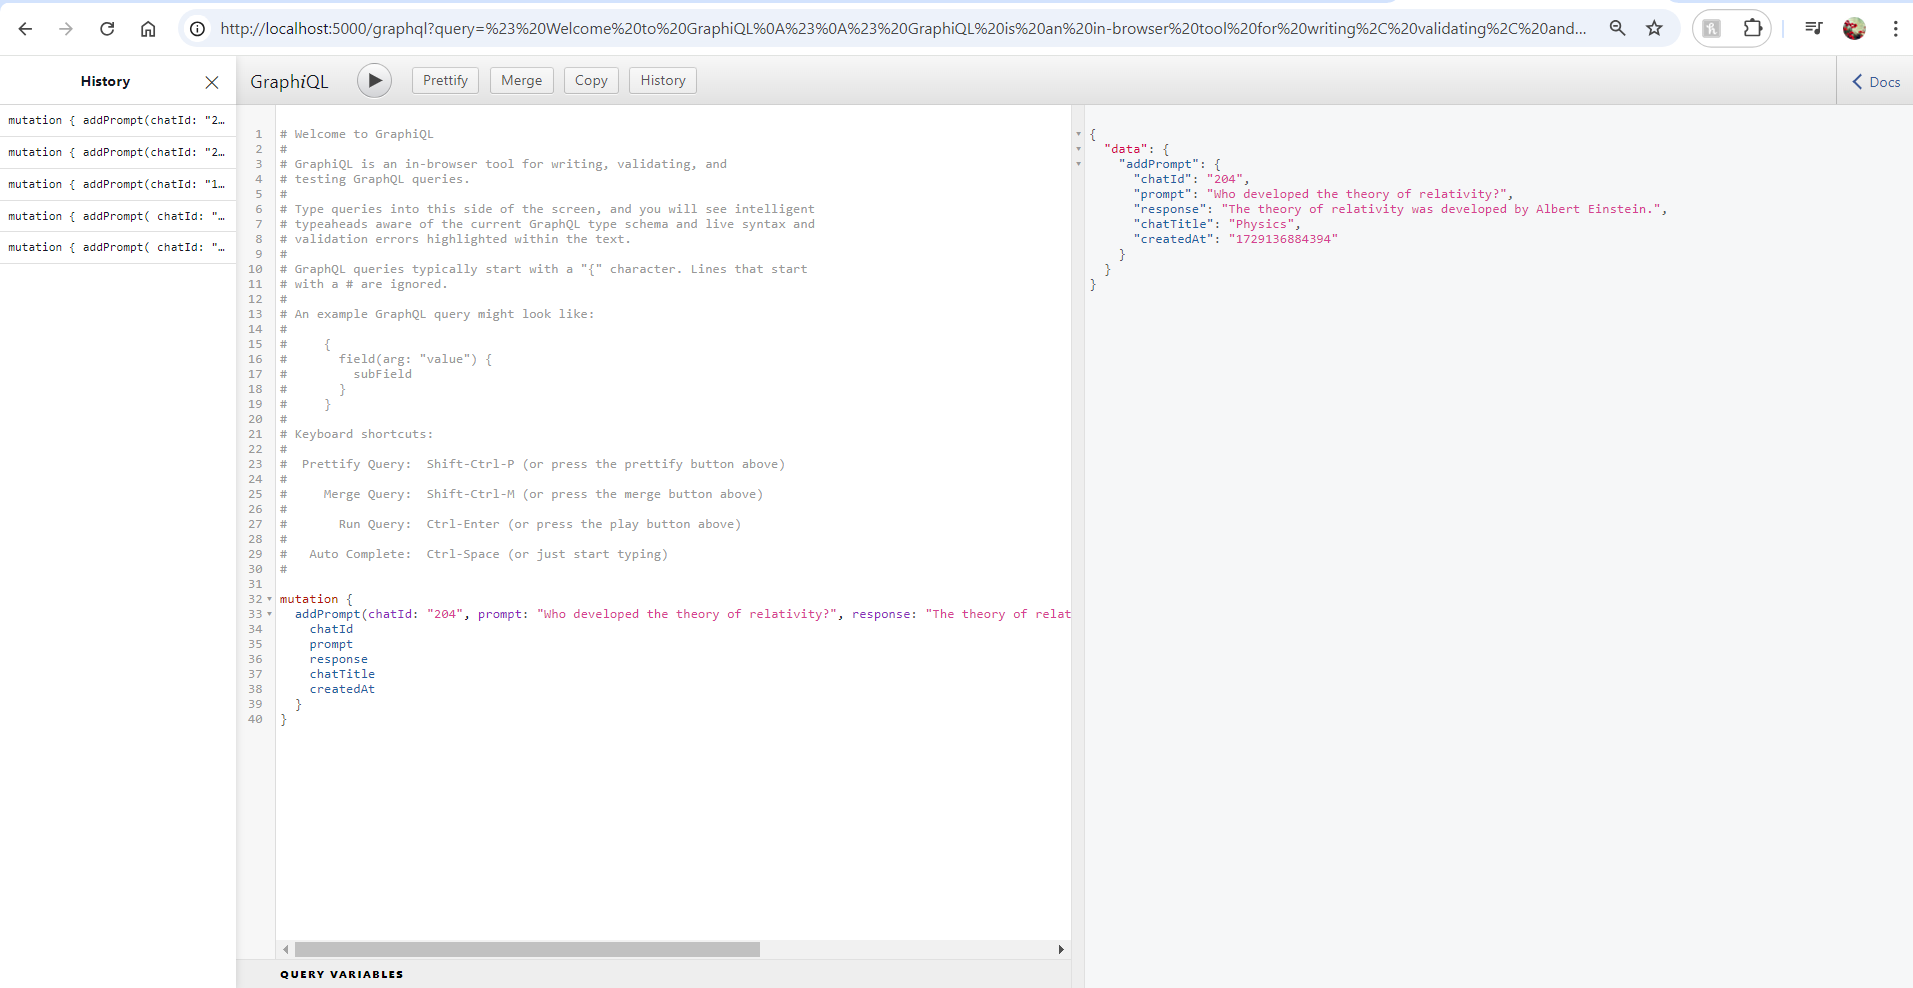 http://localhost:5000/graphql?query=%23%20Welcome%20to%20GraphiQL%0A%23%0A%23%20GraphiQL%20is%20an%20in-browser%20tool%20for%20writing%2C%20validating%2C%20and...
History
mutation { addPrompt(chatId: "2…
mutation { addPrompt(chatId: "2…
mutation { addPrompt(chatId: "1…
mutation { addPrompt( chatId: "…
mutation { addPrompt( chatId: "…
GraphiQL
Prettify
Merge
Copy
History
Docs
1 # Welcome to GraphiQL
2 #
3 # GraphiQL is an in-browser tool for writing, validating, and
4 # testing GraphQL queries.
5 #
6 # Type queries into this side of the screen, and you will see intelligent
7 # typeaheads aware of the current GraphQL type schema and live syntax and
8 # validation errors highlighted within the text.
9 #
10 # GraphQL queries typically start with a "{" character. Lines that start
11 # with a # are ignored.
12 #
13 # An example GraphQL query might look like:
14 #
15 #     {
16 #       field(arg: "value") {
17 #         subField
18 #       }
19 #     }
20 #
21 # Keyboard shortcuts:
22 #
23 #  Prettify Query:  Shift-Ctrl-P (or press the prettify button above)
24 #
25 #     Merge Query:  Shift-Ctrl-M (or press the merge button above)
26 #
27 #       Run Query:  Ctrl-Enter (or press the play button above)
28 #
29 #   Auto Complete:  Ctrl-Space (or just start typing)
30 #
31
32 mutation {
33   addPrompt(chatId: "204", prompt: "Who developed the theory of relativity?", response: "The theory of relat
34     chatId
35     prompt
36     response
37     chatTitle
38     createdAt
39   }
40 }
QUERY VARIABLES
{
  "data": {
    "addPrompt": {
      "chatId": "204",
      "prompt": "Who developed the theory of relativity?",
      "response": "The theory of relativity was developed by Albert Einstein.",
      "chatTitle": "Physics",
      "createdAt": "1729136884394"
    }
  }
}